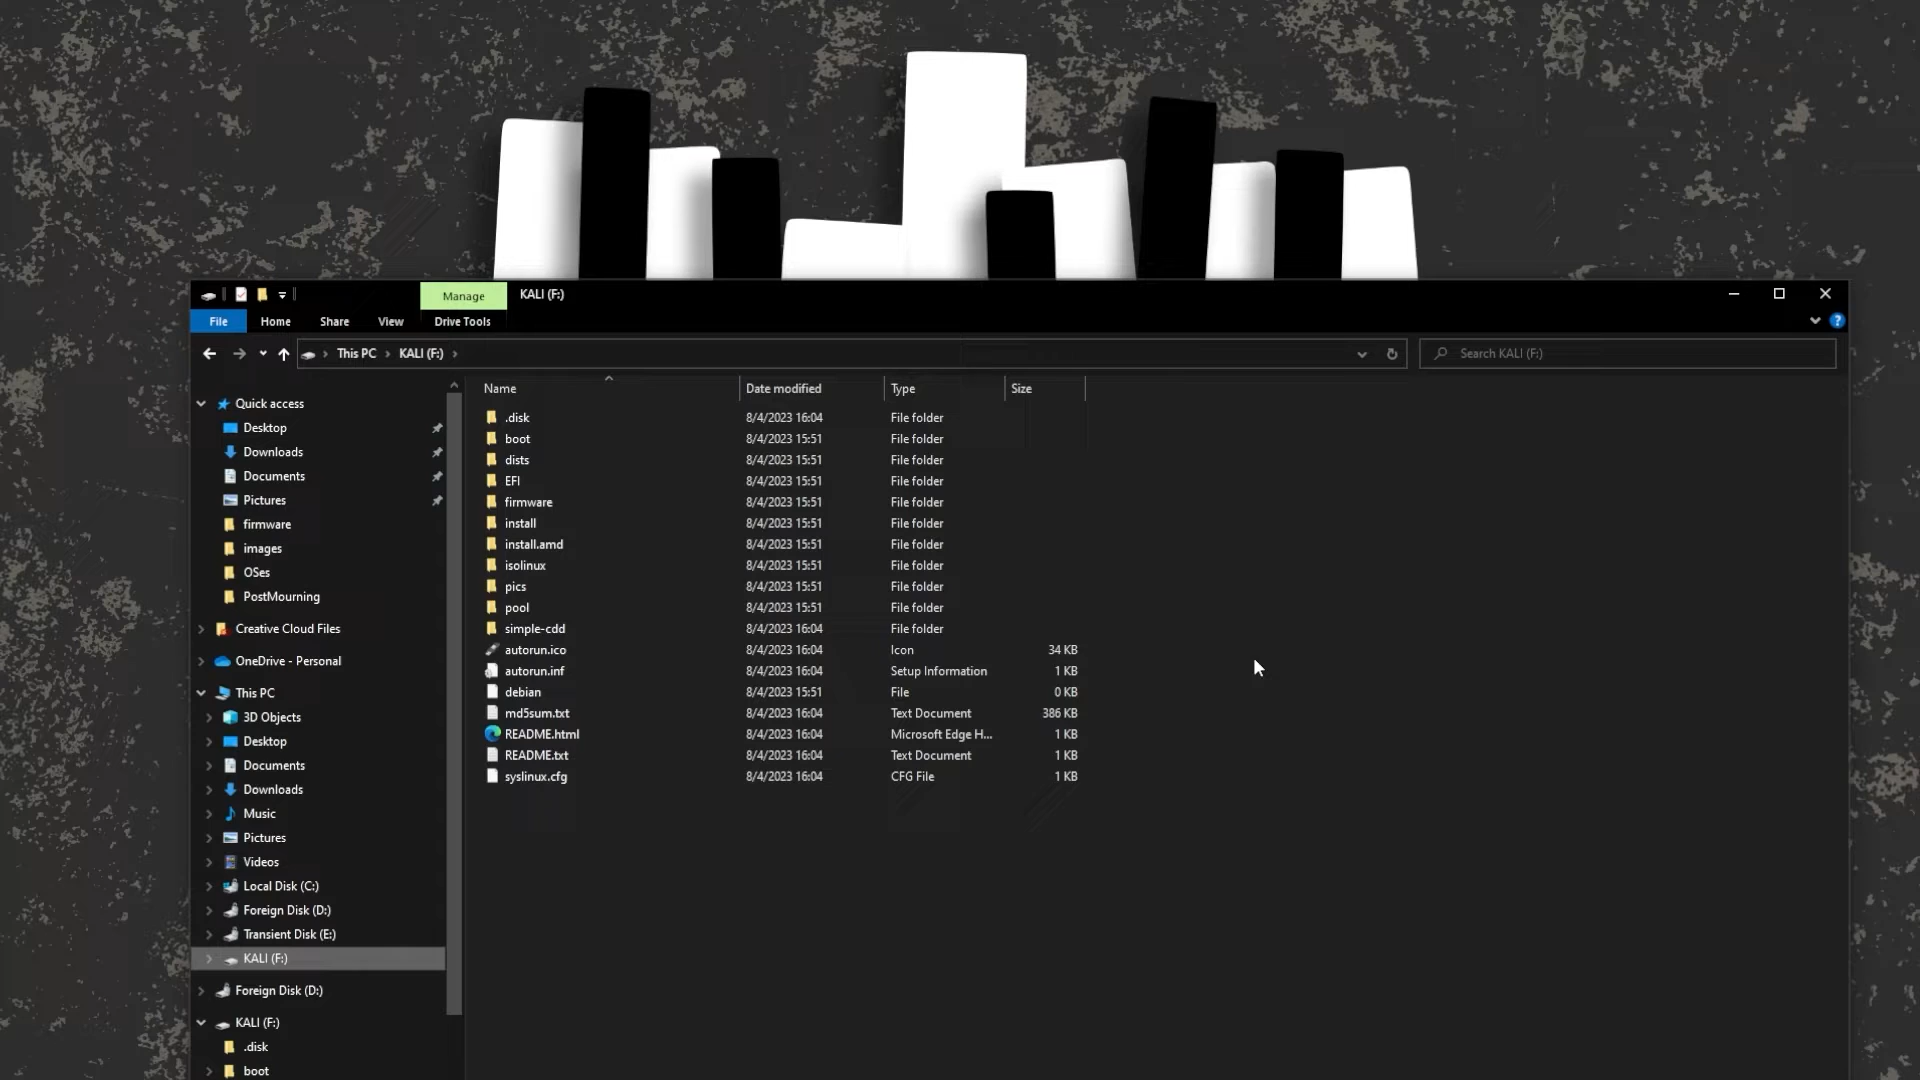 Manage KALI (F:)
File Home Share View Drive Tools ?
This PC KALI (F:) Search KALI (F:)
Name Date modified Type Size
.disk 8/4/2023 16:04 File folder
boot 8/4/2023 15:51 File folder
dists 8/4/2023 15:51 File folder
EFI 8/4/2023 15:51 File folder
firmware 8/4/2023 15:51 File folder
install 8/4/2023 15:51 File folder
install.amd 8/4/2023 15:51 File folder
isolinux 8/4/2023 15:51 File folder
pics 8/4/2023 15:51 File folder
pool 8/4/2023 15:51 File folder
simple-cdd 8/4/2023 16:04 File folder
autorun.ico 8/4/2023 16:04 Icon 34 KB
autorun.inf 8/4/2023 16:04 Setup Information 1 KB
debian 8/4/2023 15:51 File 0 KB
md5sum.txt 8/4/2023 16:04 Text Document 386 KB
README.html 8/4/2023 16:04 Microsoft Edge H... 1 KB
README.txt 8/4/2023 16:04 Text Document 1 KB
syslinux.cfg 8/4/2023 16:04 CFG File 1 KB
Quick access
Desktop
Downloads
Documents
Pictures
firmware
images
OSes
PostMourning
Creative Cloud Files
OneDrive - Personal
This PC
3D Objects
Desktop
Documents
Downloads
Music
Pictures
Videos
Local Disk (C:)
Foreign Disk (D:)
Transient Disk (E:)
KALI (F:)
Foreign Disk (D:)
KALI (F:)
.disk
boot